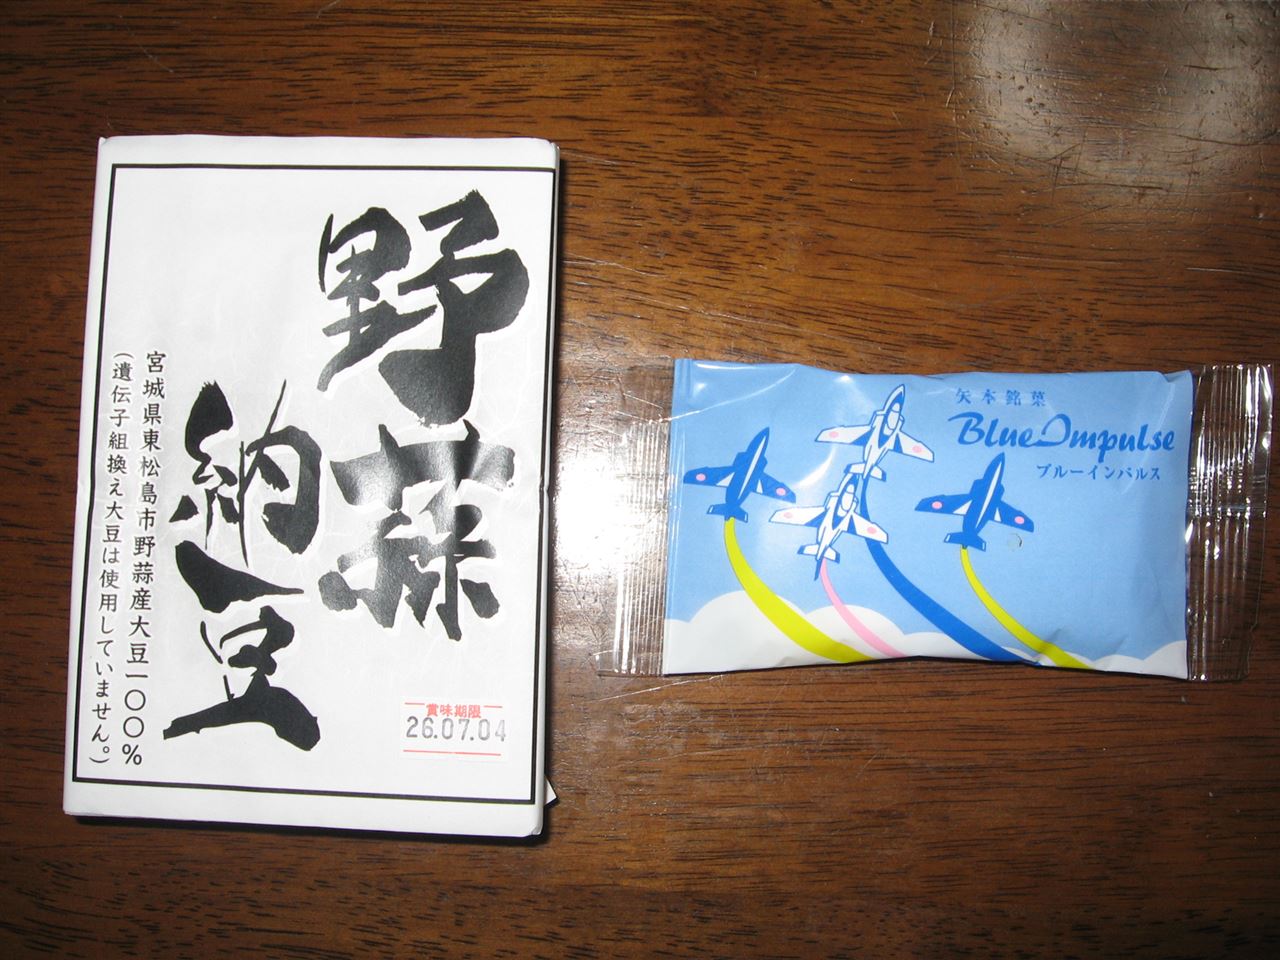 野蒜
納豆
宮城県東松島市野蒜産大豆一〇〇%
(遺伝子組換え大豆は使用していません。)
賞味期限
26.07.04
矢本銘菓
Blue Impulse
ブルーインパルス